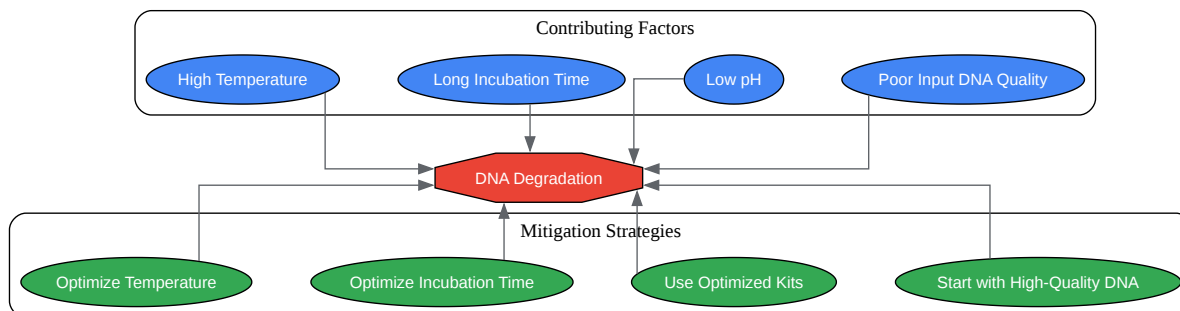 Contributing Factors
High Temperature
Long Incubation Time
Low pH
Poor Input DNA Quality
DNA Degradation
Mitigation Strategies
Optimize Temperature
Optimize Incubation Time
Use Optimized Kits
Start with High-Quality DNA